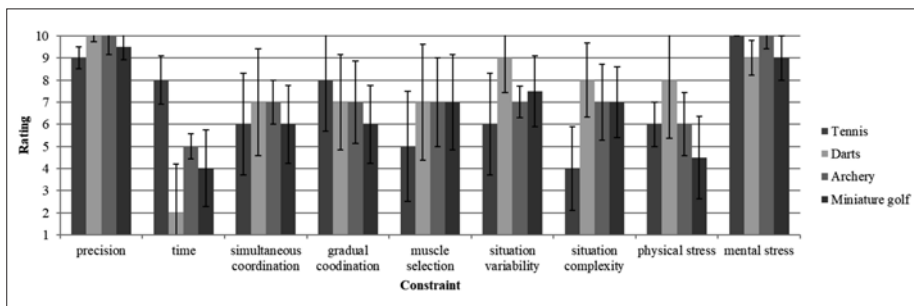 10
9
8
7
6
5
4
3
2
1
Rating
precision
time
simultaneous
coordination
gradual
coodination
muscle
selection
situation
variability
situation
complexity
physical stress
mental stress
Constraint
Tennis
Darts
Archery
Miniature golf